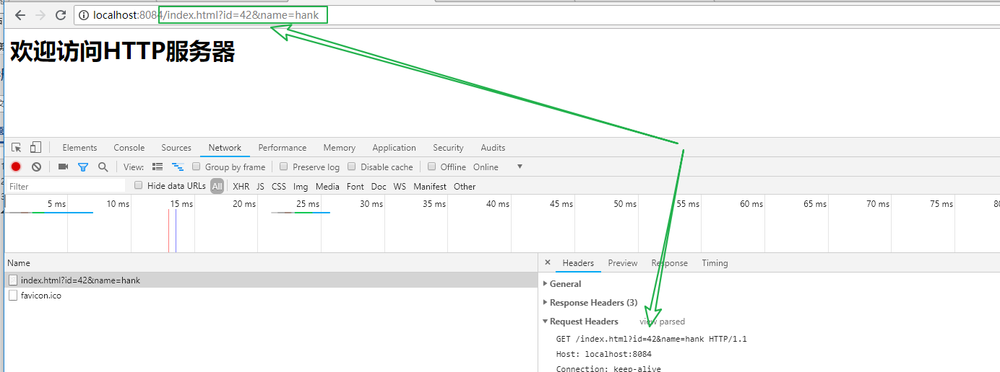 localhost:8084/index.html?id=42&name=hank
欢迎访问HTTP服务器
Elements Console Sources Network Performance Memory Application Security Audits
View: Group by frame Preserve log Disable cache Offline Online
Filter Hide data URLs All XHR JS CSS Img Media Font Doc WS Manifest Other
5 ms 10 ms 15 ms 20 ms 25 ms 30 ms 35 ms 40 ms 45 ms 50 ms 55 ms 60 ms 65 ms 70 ms 75 ms
Name
index.html?id=42&name=hank
favicon.ico
× Headers Preview Response Timing
General
Response Headers (3)
Request Headers view parsed
GET /index.html?id=42&name=hank HTTP/1.1
Host: localhost:8084
Connection: keep-alive